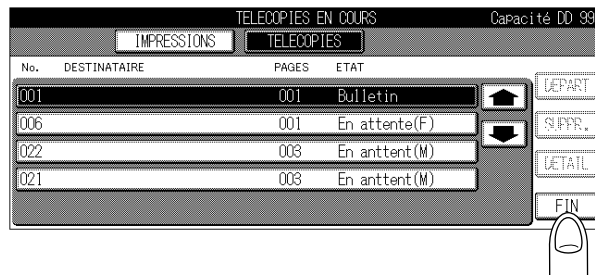 TELECOPIES EN COURS Capacité DD 99
IMPRESSIONS TELECOPIES
No. DESTINATAIRE PAGES ETAT
001 001 Bulletin
DEPART
006 001 En attente(F)
SUPPR.
022 003 En anttent(M)
DETAIL
021 003 En anttent(M)
FIN